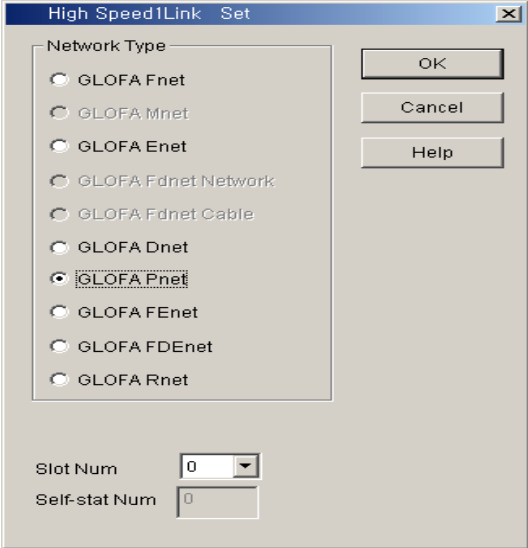 High Speed1Link Set
Network Type
GLOFA Fnet
GLOFA Mnet
GLOFA Enet
GLOFA Fdnet Network
GLOFA Fdnet Cable
GLOFA Dnet
GLOFA Pnet
GLOFA FEnet
GLOFA FDEnet
GLOFA Rnet
OK
Cancel
Help
Slot Num 0
Self-stat Num 0